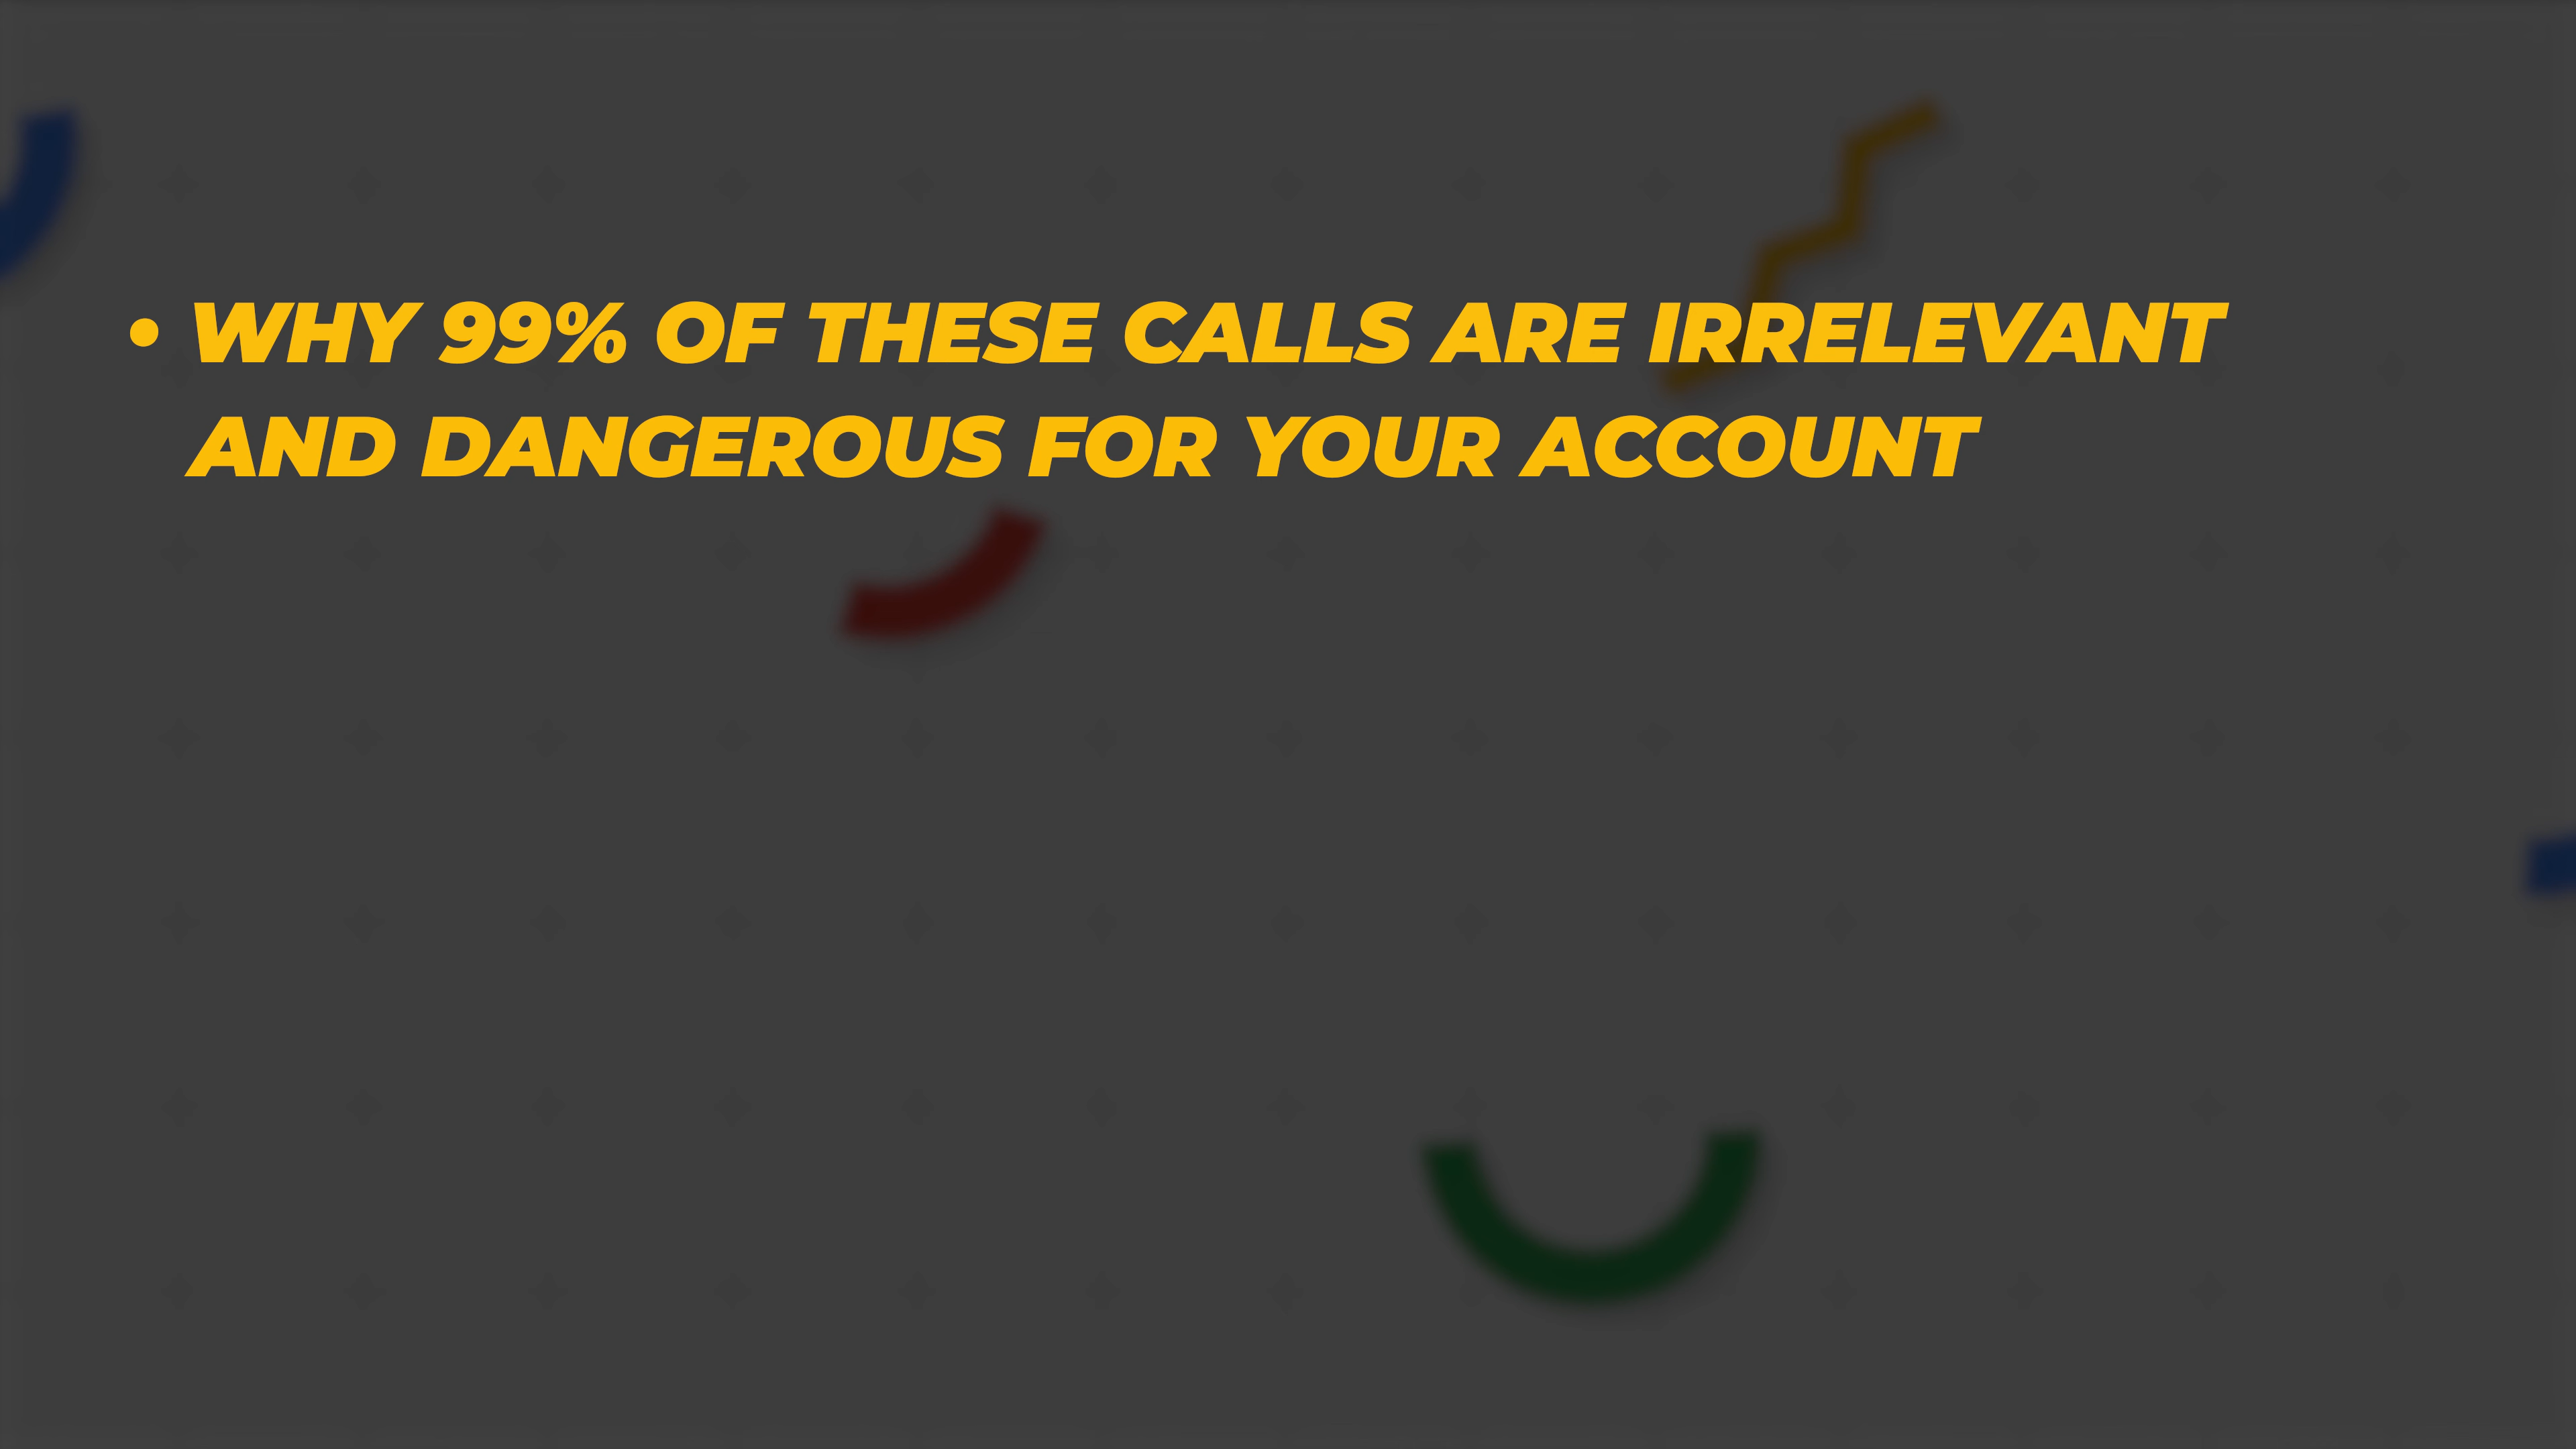 • WHY 99% OF THESE CALLS ARE IRRELEVANT
AND DANGEROUS FOR YOUR ACCOUNT